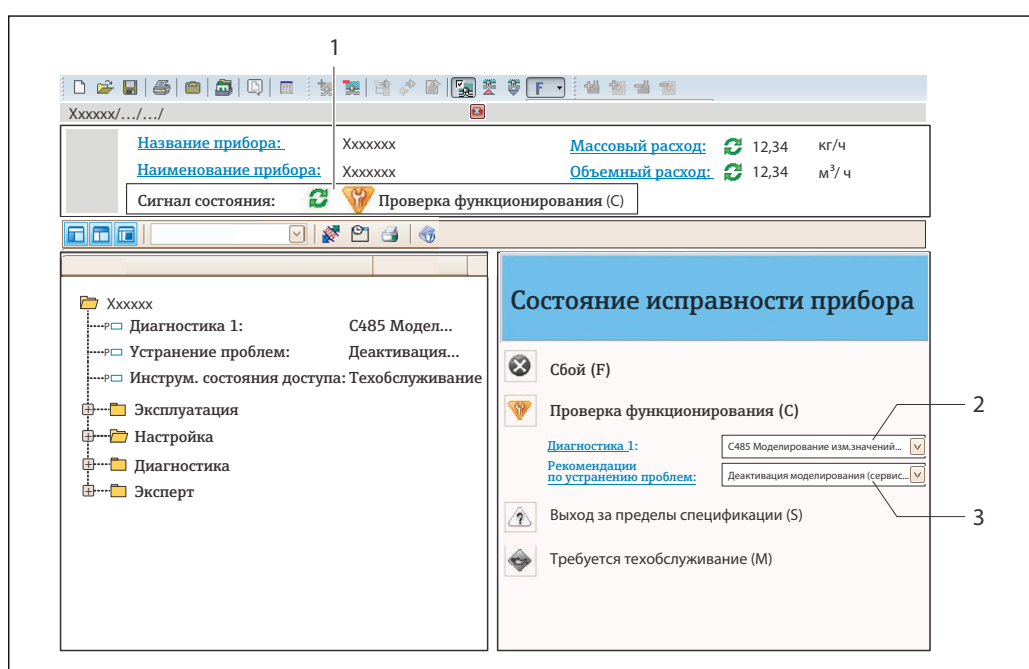 1
F
Xxxxxx/.../.../
Название прибора: Xxxxxxx Массовый расход: 12,34 кг/ч
Наименование прибора: Xxxxxxx Объемный расход: 12,34 м³/ ч
Сигнал состояния: Проверка функционирования (C)
Xxxxxx
Диагностика 1: C485 Модел...
Устранение проблем: Деактивация...
Инструм. состояния доступа: Техобслуживание
Эксплуатация
Настройка
Диагностика
Эксперт
Состояние исправности прибора
Сбой (F)
Проверка функционирования (C)
2
Диагностика 1: C485 Моделирование изм.значений...
Рекомендации
по устранению проблем: Деактивация моделирования (сервис...
3
Выход за пределы спецификации (S)
Требуется техобслуживание (M)